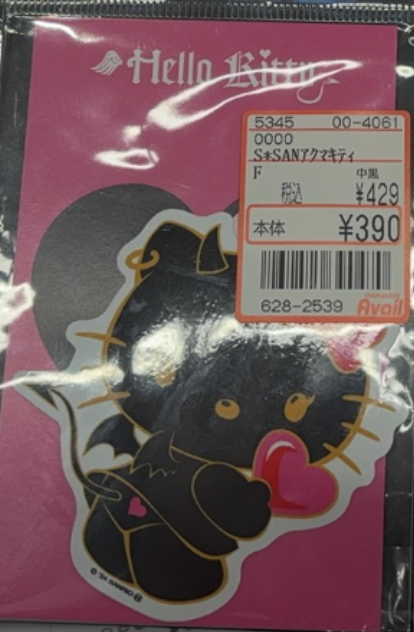 Hello Kitty
5345 00-4061
0000
S*SANアクマキティ
F 中黒
税込 ¥429
本体 ¥390
628-2539
Avail